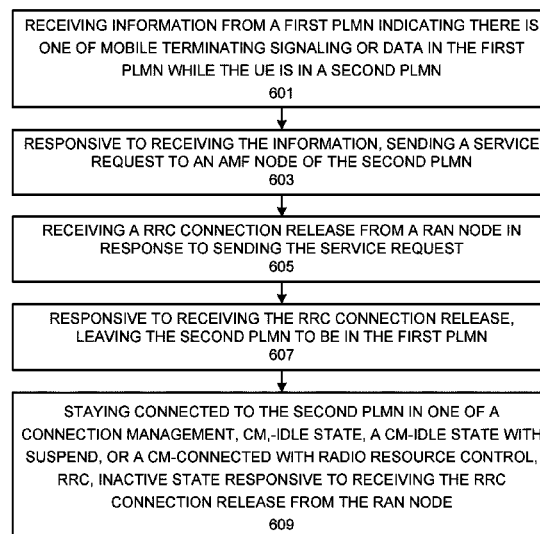 RECEIVING INFORMATION FROM A FIRST PLMN INDICATING THERE IS
ONE OF MOBILE TERMINATING SIGNALING OR DATA IN THE FIRST
PLMN WHILE THE UE IS IN A SECOND PLMN
601
RESPONSIVE TO RECEIVING THE INFORMATION, SENDING A SERVICE
REQUEST TO AN AMF NODE OF THE SECOND PLMN
603
RECEIVING A RRC CONNECTION RELEASE FROM A RAN NODE IN
RESPONSE TO SENDING THE SERVICE REQUEST
605
RESPONSIVE TO RECEIVING THE RRC CONNECTION RELEASE,
LEAVING THE SECOND PLMN TO BE IN THE FIRST PLMN
607
STAYING CONNECTED TO THE SECOND PLMN IN ONE OF A
CONNECTION MANAGEMENT, CM,-IDLE STATE, A CM-IDLE STATE WITH
SUSPEND, OR A CM-CONNECTED WITH RADIO RESOURCE CONTROL,
RRC, INACTIVE STATE RESPONSIVE TO RECEIVING THE RRC
CONNECTION RELEASE FROM THE RAN NODE
609